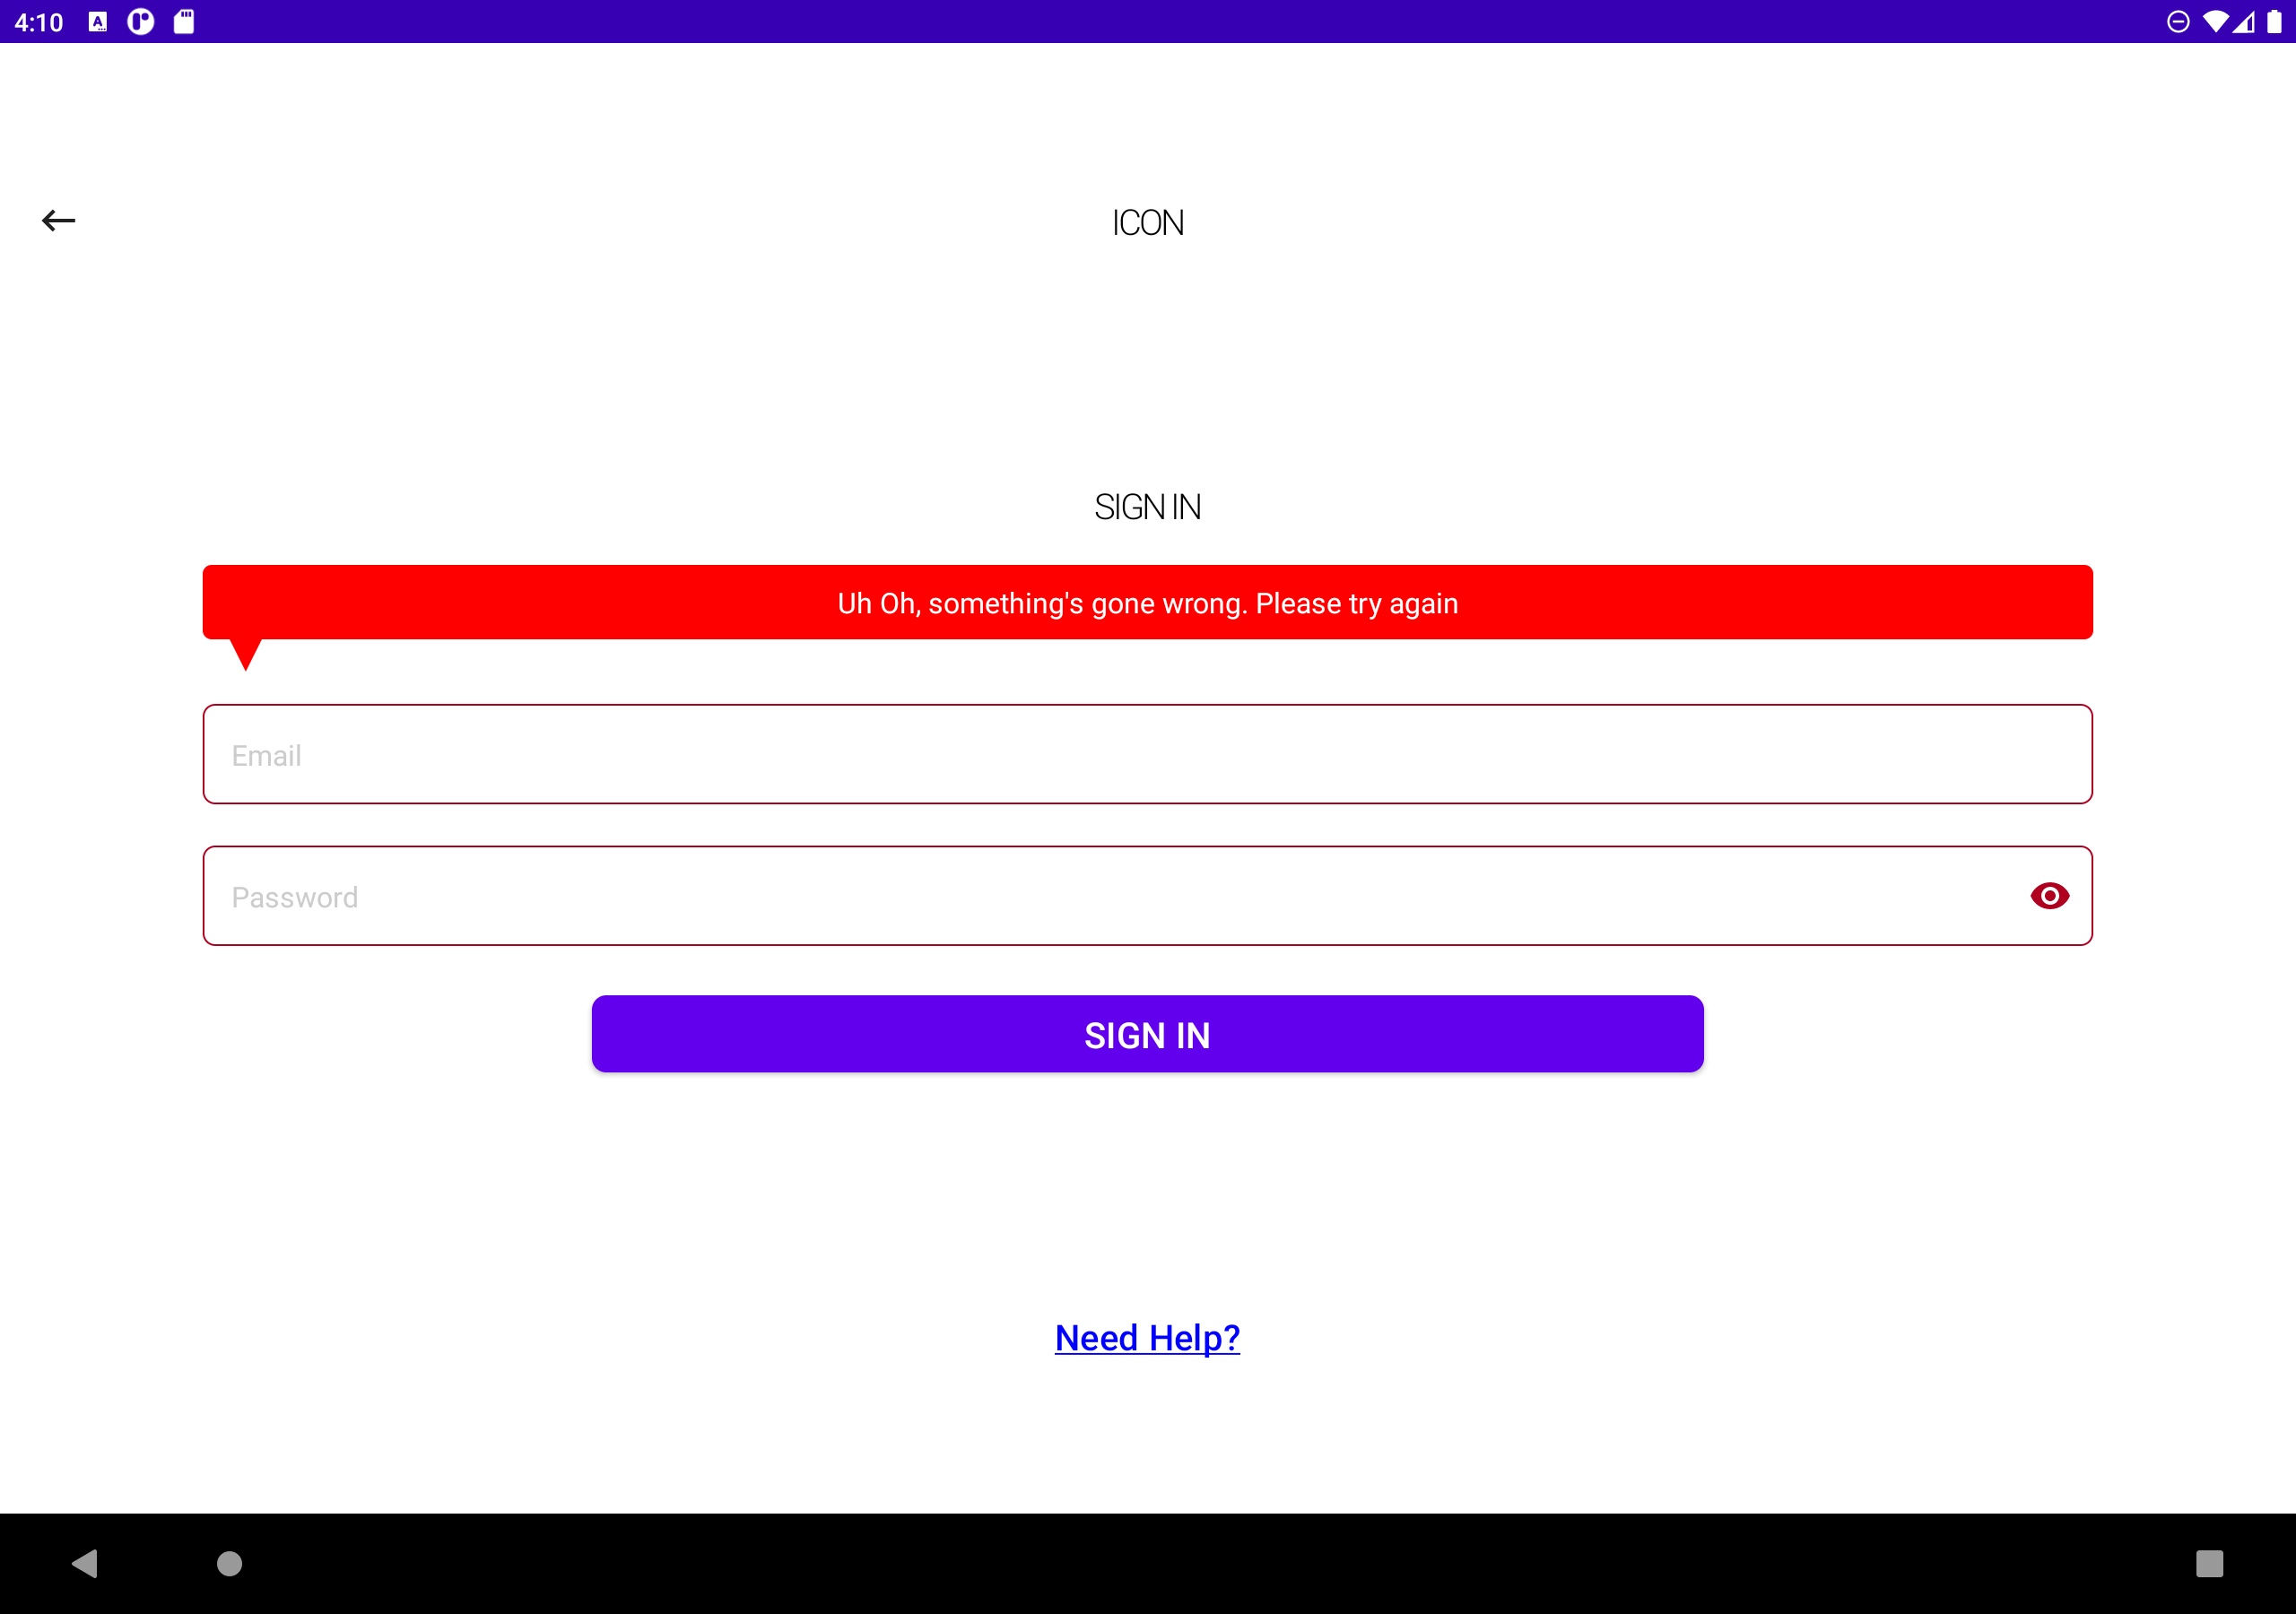 4:10
ICON
SIGN IN
Uh Oh, something's gone wrong. Please try again
Email
Password
SIGN IN
Need Help?